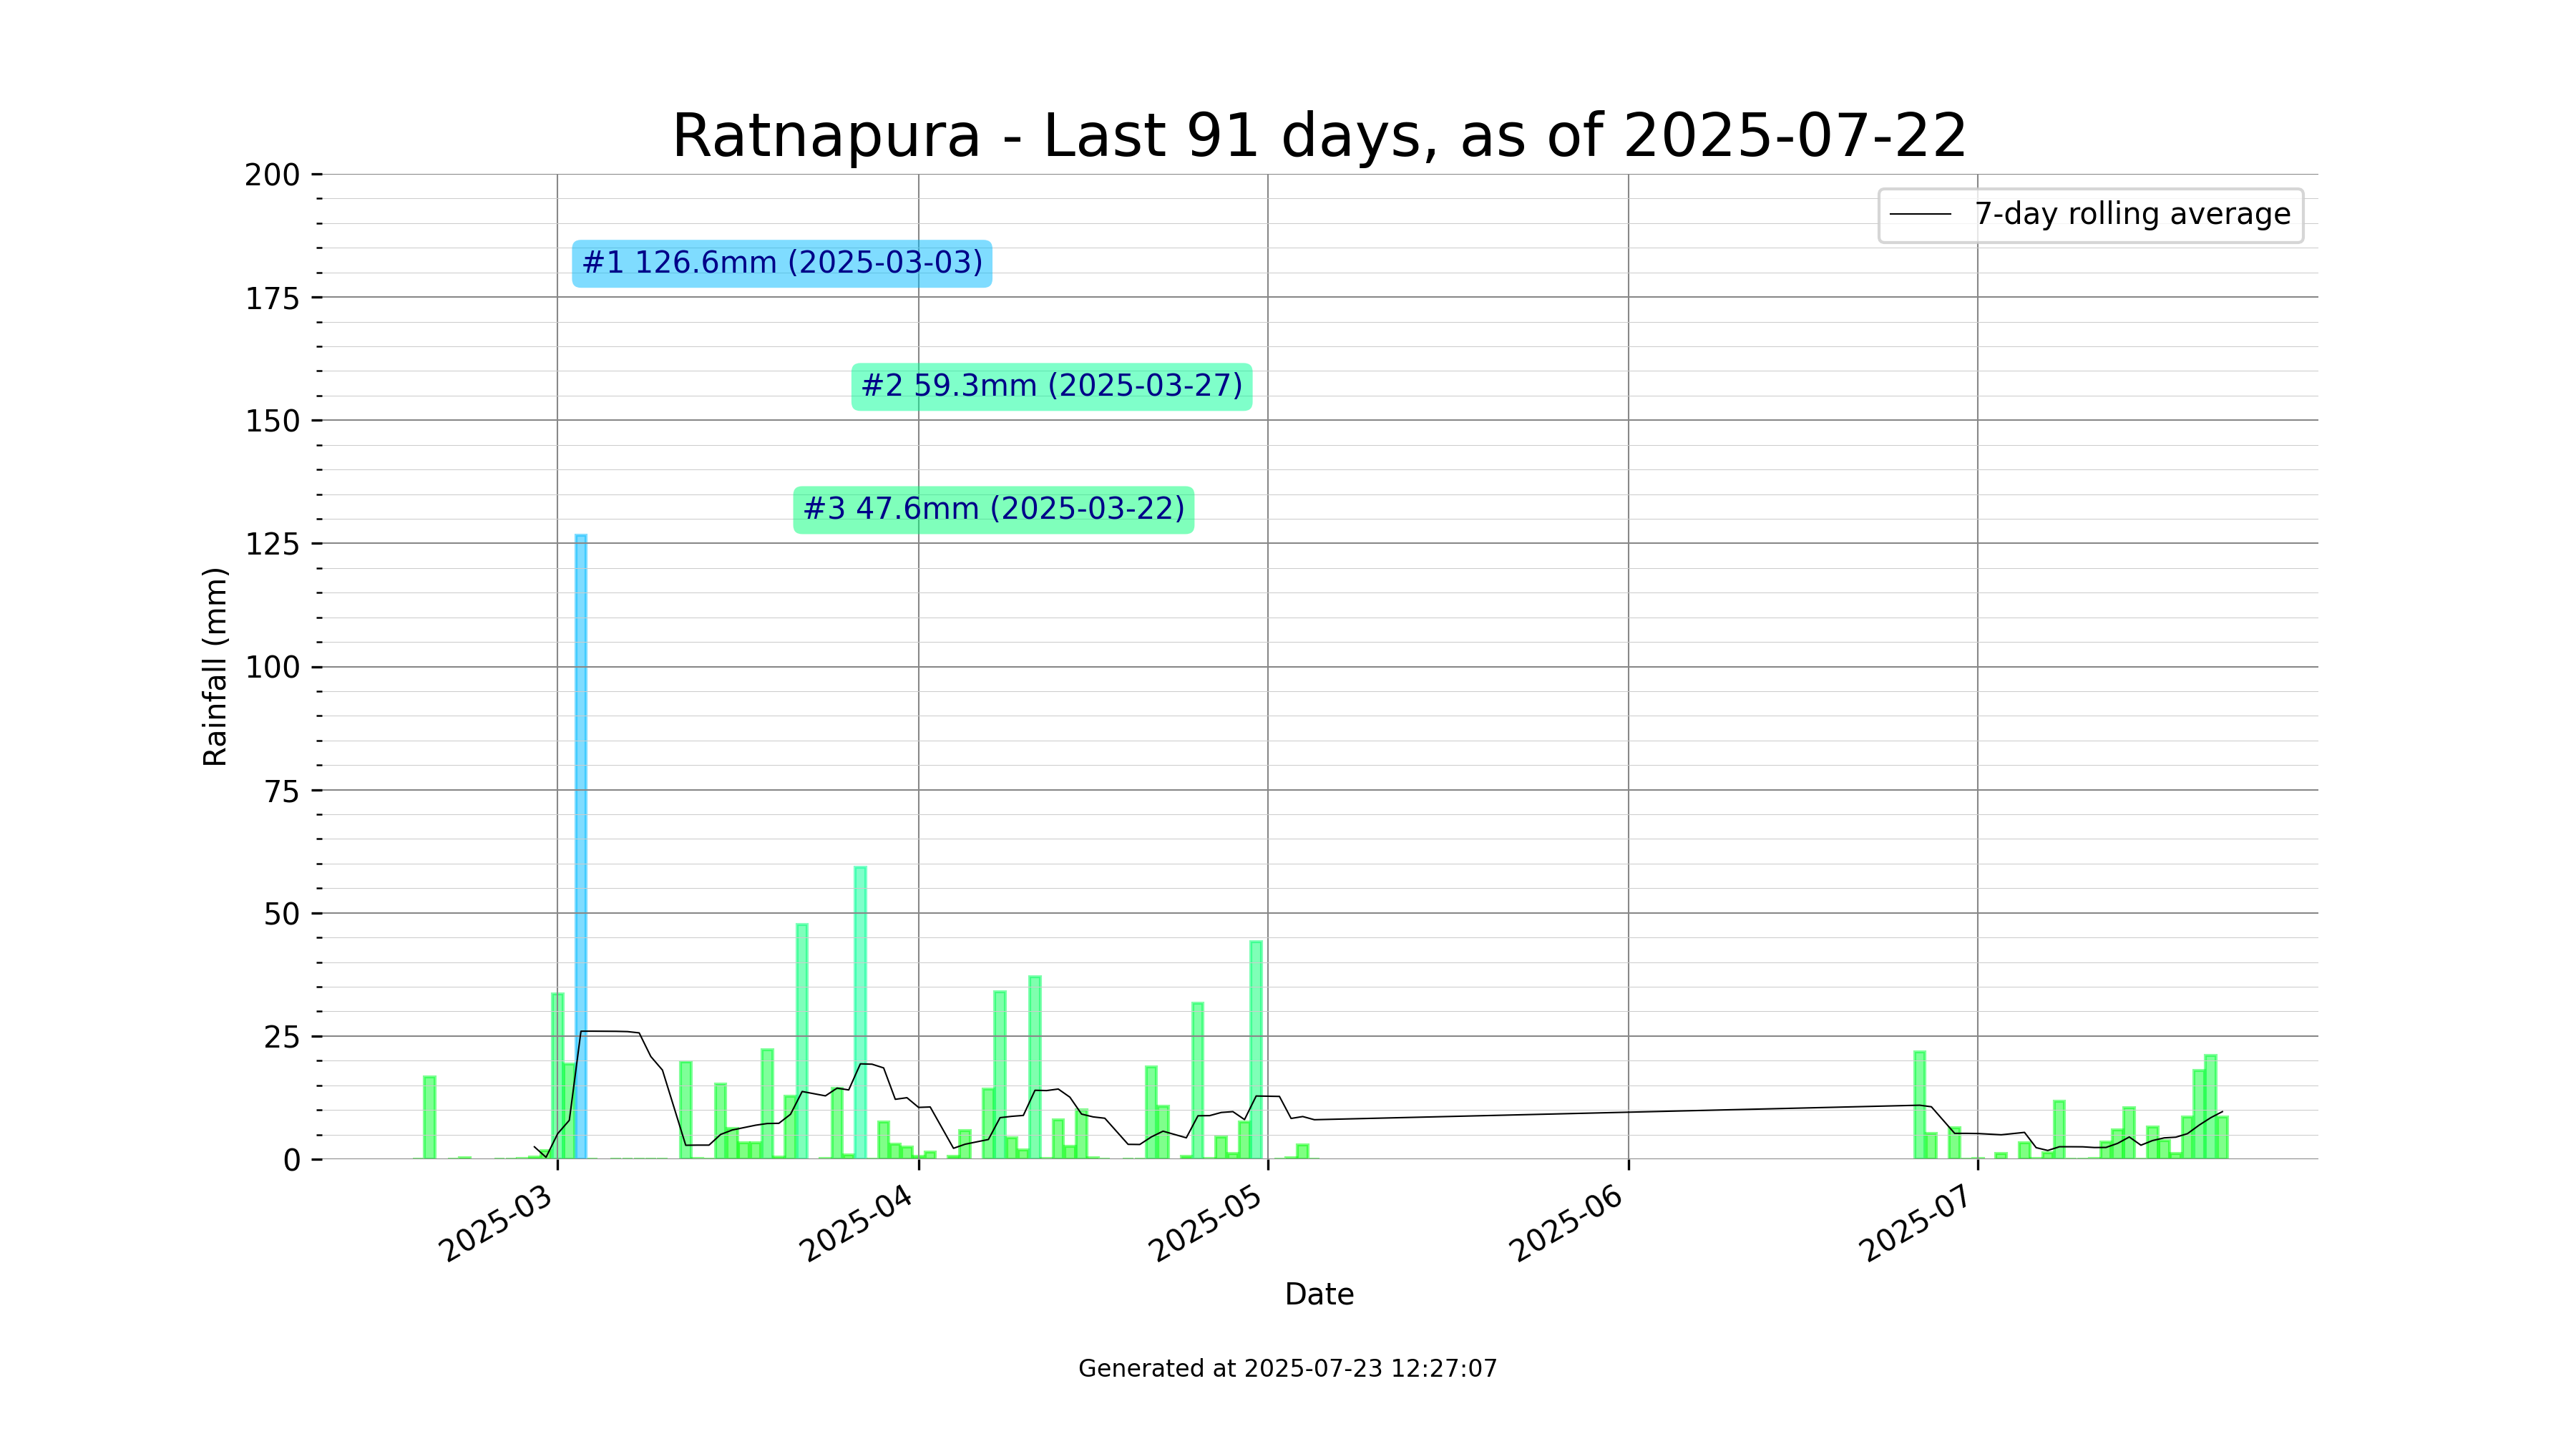 Ratnapura - Last 91 days, as of 2025-07-22
200
175
150
125
100
75
50
25
0
Rainfall (mm)
7-day rolling average
#1 126.6mm (2025-03-03)
#2 59.3mm (2025-03-27)
#3 47.6mm (2025-03-22)
2025-03
2025-04
2025-05
2025-06
2025-07
Date
Generated at 2025-07-23 12:27:07